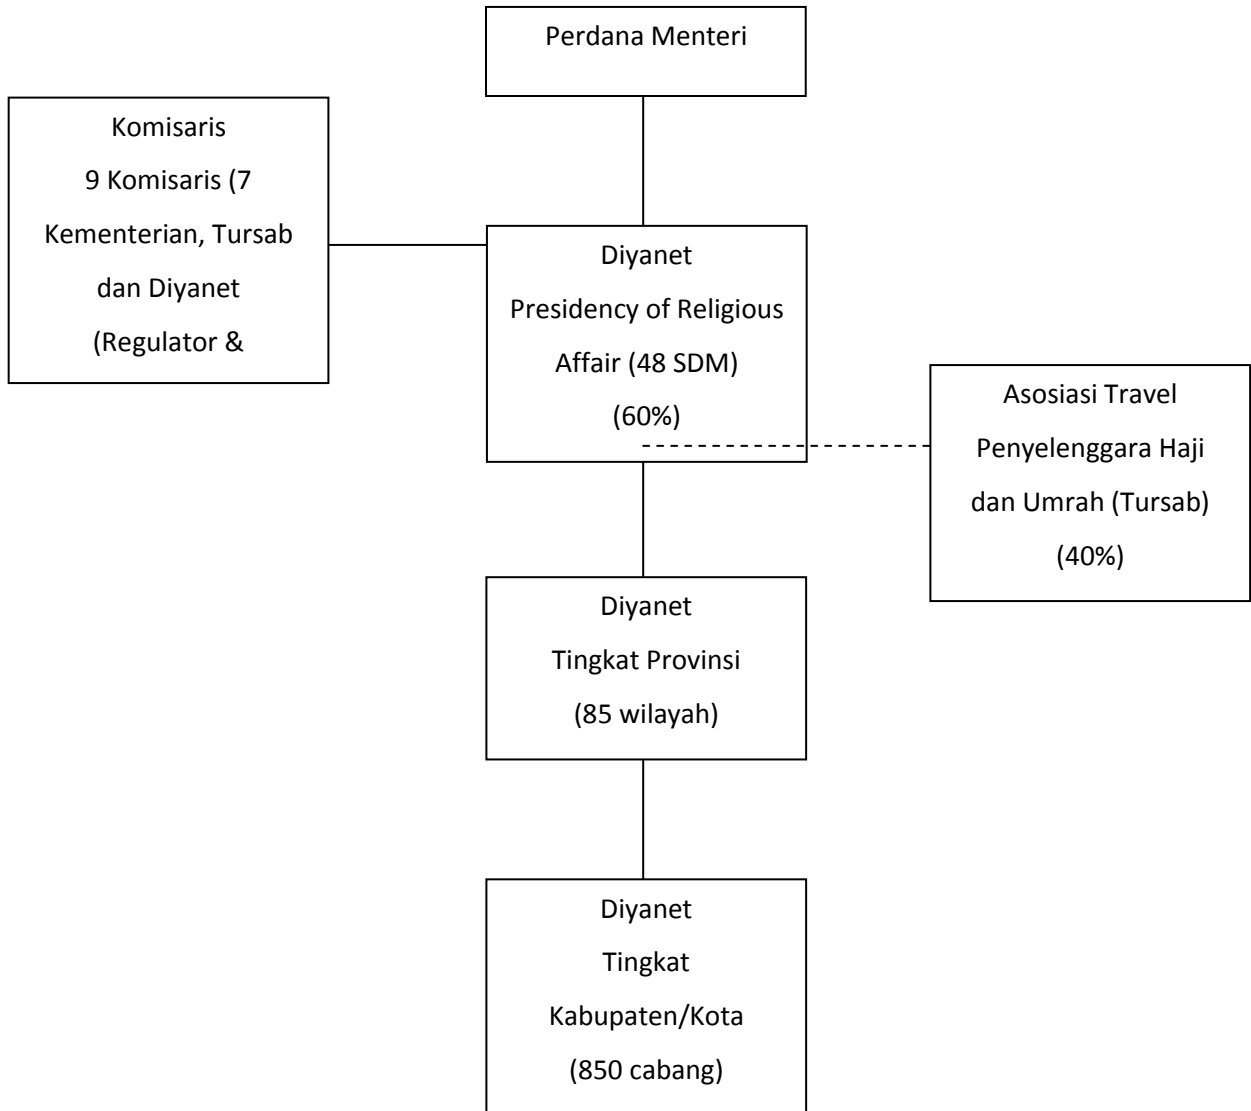 Perdana Menteri
Komisaris
9 Komisaris (7
Kementerian, Tursab
dan Diyanet
(Regulator &
Diyanet
Presidency of Religious
Affair (48 SDM)
(60%)
Asosiasi Travel
Penyelenggara Haji
dan Umrah (Tursab)
(40%)
Diyanet
Tingkat Provinsi
(85 wilayah)
Diyanet
Tingkat
Kabupaten/Kota
(850 cabang)